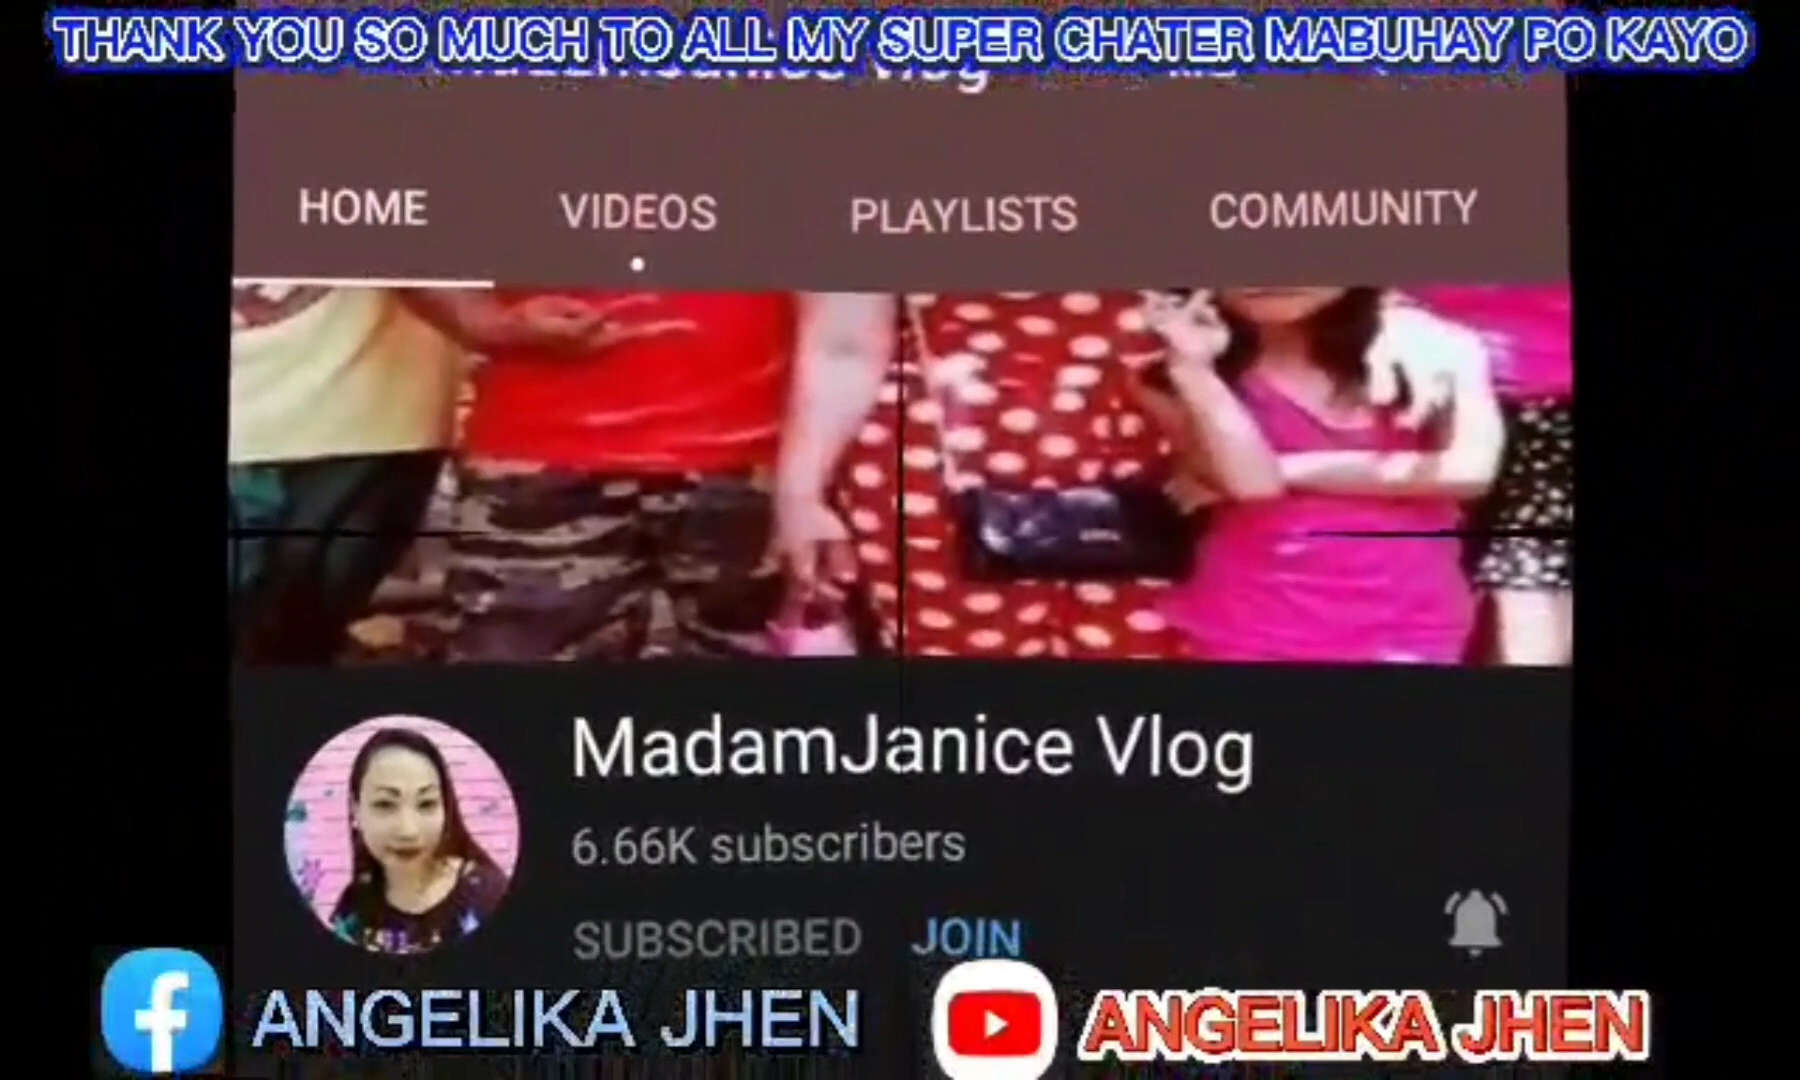 THANK YOU SO MUCH TO ALL MY SUPER CHATER MABUHAY PO KAYO
Vlog
HOME VIDEOS PLAYLISTS COMMUNITY
MadamJanice Vlog
6.66K subscribers
SUBSCRIBED JOIN
ANGELIKA JHEN ANGELIKA JHEN